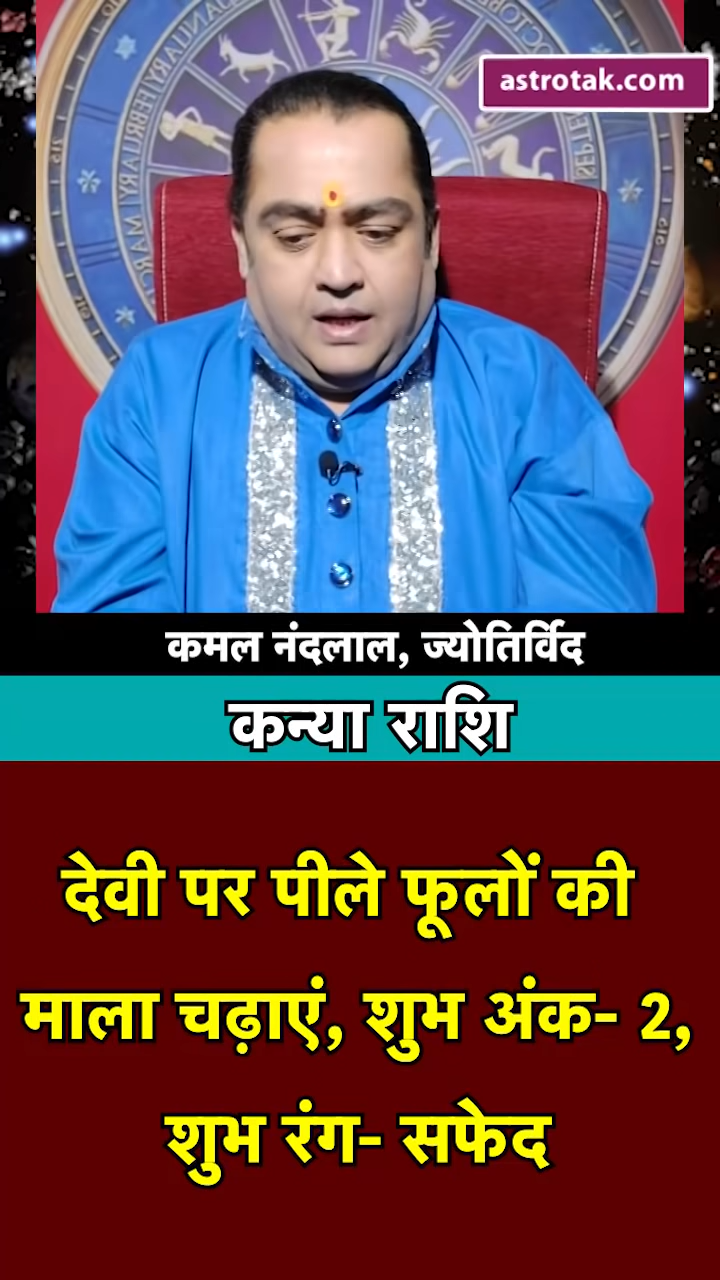 astrotak.com
कमल नंदलाल, ज्योतिर्विद
कन्या राशि
देवी पर पीले फूलों की
माला चढ़ाएं, शुभ अंक- 2,
शुभ रंग- सफेद